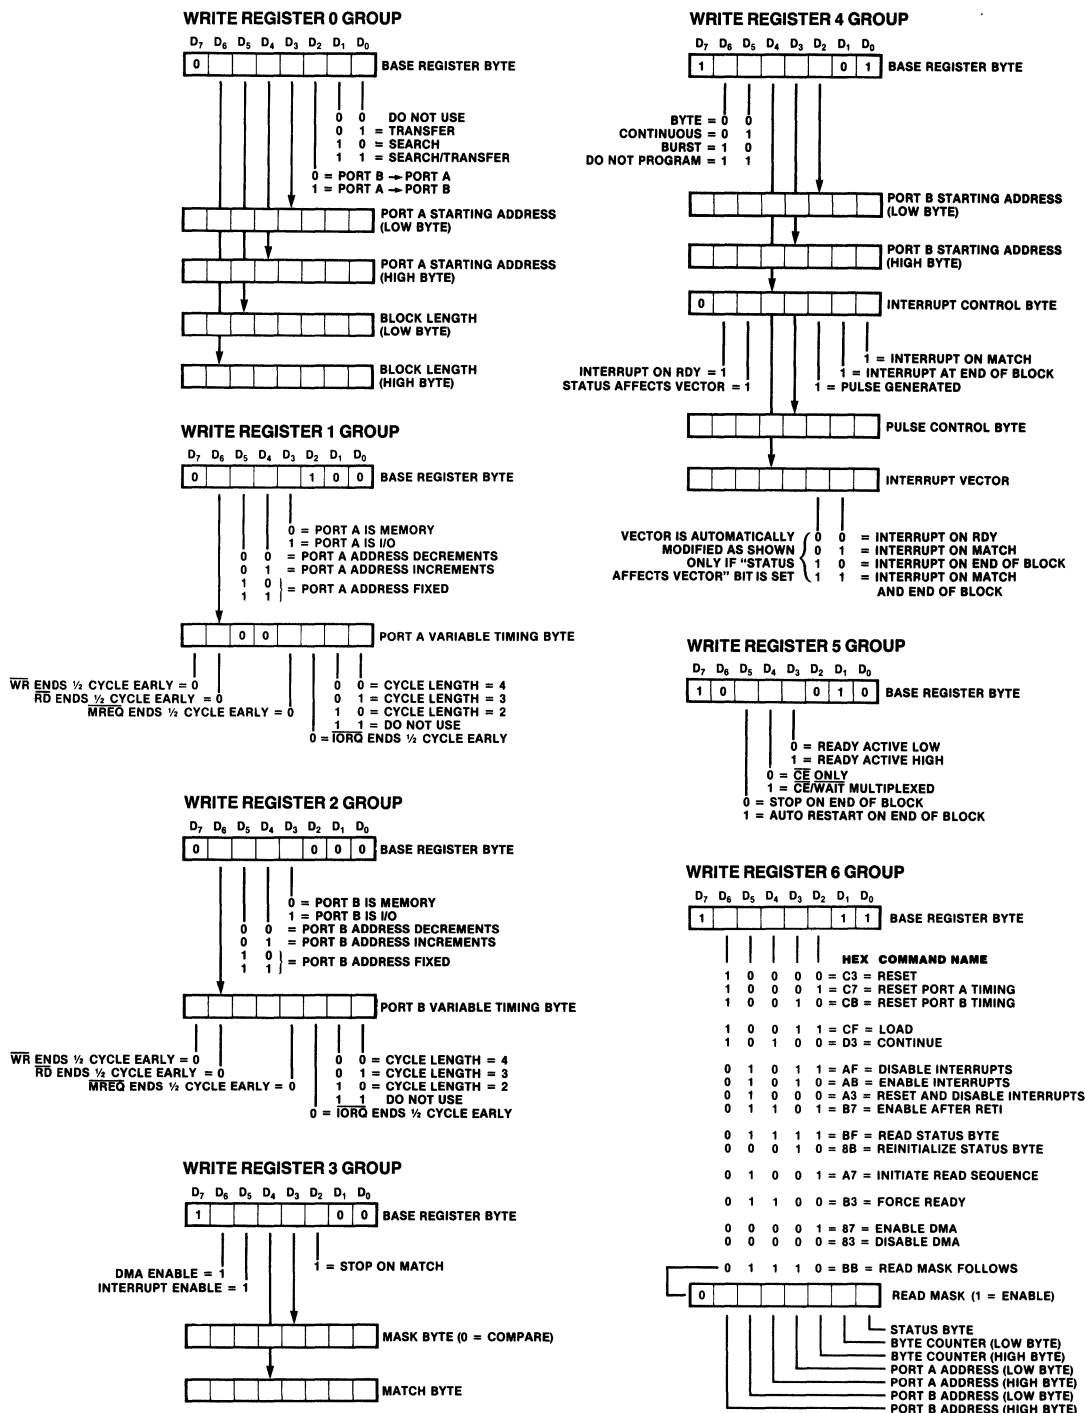 WRITE REGISTER 0 GROUP
D7 D6 D5 D4 D3 D2 D1 D0
0 BASE REGISTER BYTE
0 0 DO NOT USE
0 1 = TRANSFER
1 0 = SEARCH
1 1 = SEARCH/TRANSFER
0 = PORT B → PORT A
1 = PORT A → PORT B
PORT A STARTING ADDRESS
(LOW BYTE)
PORT A STARTING ADDRESS
(HIGH BYTE)
BLOCK LENGTH
(LOW BYTE)
BLOCK LENGTH
(HIGH BYTE)
WRITE REGISTER 1 GROUP
D7 D6 D5 D4 D3 D2 D1 D0
0 1 0 0 BASE REGISTER BYTE
0 = PORT A IS MEMORY
1 = PORT A IS I/O
0 0 = PORT A ADDRESS DECREMENTS
0 1 = PORT A ADDRESS INCREMENTS
1 0
1 1 } = PORT A ADDRESS FIXED
0 0 PORT A VARIABLE TIMING BYTE
WR ENDS ½ CYCLE EARLY = 0
RD ENDS ½ CYCLE EARLY = 0
MREQ ENDS ½ CYCLE EARLY = 0
0 0 = CYCLE LENGTH = 4
0 1 = CYCLE LENGTH = 3
1 0 = CYCLE LENGTH = 2
1 1 = DO NOT USE
0 = IORQ ENDS ½ CYCLE EARLY
WRITE REGISTER 2 GROUP
D7 D6 D5 D4 D3 D2 D1 D0
0 0 0 0 BASE REGISTER BYTE
0 = PORT B IS MEMORY
1 = PORT B IS I/O
0 0 = PORT B ADDRESS DECREMENTS
0 1 = PORT B ADDRESS INCREMENTS
1 0
1 1 } = PORT B ADDRESS FIXED
PORT B VARIABLE TIMING BYTE
WR ENDS ½ CYCLE EARLY = 0
RD ENDS ½ CYCLE EARLY = 0
MREQ ENDS ½ CYCLE EARLY = 0
0 0 = CYCLE LENGTH = 4
0 1 = CYCLE LENGTH = 3
1 0 = CYCLE LENGTH = 2
1 1 DO NOT USE
0 = IORQ ENDS ½ CYCLE EARLY
WRITE REGISTER 3 GROUP
D7 D6 D5 D4 D3 D2 D1 D0
1 0 0 BASE REGISTER BYTE
1 = STOP ON MATCH
DMA ENABLE = 1
INTERRUPT ENABLE = 1
MASK BYTE (0 = COMPARE)
MATCH BYTE
WRITE REGISTER 4 GROUP
D7 D6 D5 D4 D3 D2 D1 D0
1 0 1 BASE REGISTER BYTE
BYTE = 0 0
CONTINUOUS = 0 1
BURST = 1 0
DO NOT PROGRAM = 1 1
PORT B STARTING ADDRESS
(LOW BYTE)
PORT B STARTING ADDRESS
(HIGH BYTE)
0 INTERRUPT CONTROL BYTE
1 = INTERRUPT ON MATCH
INTERRUPT ON RDY = 1 1 = INTERRUPT AT END OF BLOCK
STATUS AFFECTS VECTOR = 1 1 = PULSE GENERATED
PULSE CONTROL BYTE
INTERRUPT VECTOR
VECTOR IS AUTOMATICALLY 0 0 = INTERRUPT ON RDY
MODIFIED AS SHOWN 0 1 = INTERRUPT ON MATCH
ONLY IF "STATUS 1 0 = INTERRUPT ON END OF BLOCK
AFFECTS VECTOR" BIT IS SET 1 1 = INTERRUPT ON MATCH
AND END OF BLOCK
WRITE REGISTER 5 GROUP
D7 D6 D5 D4 D3 D2 D1 D0
1 0 0 1 0 BASE REGISTER BYTE
0 = READY ACTIVE LOW
1 = READY ACTIVE HIGH
0 = CE ONLY
1 = CE/WAIT MULTIPLEXED
0 = STOP ON END OF BLOCK
1 = AUTO RESTART ON END OF BLOCK
WRITE REGISTER 6 GROUP
D7 D6 D5 D4 D3 D2 D1 D0
1 1 1 BASE REGISTER BYTE
HEX COMMAND NAME
1 0 0 0 0 = C3 = RESET
1 0 0 0 1 = C7 = RESET PORT A TIMING
1 0 0 1 0 = CB = RESET PORT B TIMING
1 0 0 1 1 = CF = LOAD
1 0 1 0 0 = D3 = CONTINUE
0 1 0 1 1 = AF = DISABLE INTERRUPTS
0 1 0 1 0 = AB = ENABLE INTERRUPTS
0 1 0 0 0 = A3 = RESET AND DISABLE INTERRUPTS
0 1 1 0 1 = B7 = ENABLE AFTER RETI
0 1 1 1 1 = BF = READ STATUS BYTE
0 0 0 1 0 = 8B = REINITIALIZE STATUS BYTE
0 1 0 0 1 = A7 = INITIATE READ SEQUENCE
0 1 1 0 0 = B3 = FORCE READY
0 0 0 0 1 = 87 = ENABLE DMA
0 0 0 0 0 = 83 = DISABLE DMA
0 1 1 1 0 = BB = READ MASK FOLLOWS
0 READ MASK (1 = ENABLE)
STATUS BYTE
BYTE COUNTER (LOW BYTE)
BYTE COUNTER (HIGH BYTE)
PORT A ADDRESS (LOW BYTE)
PORT A ADDRESS (HIGH BYTE)
PORT B ADDRESS (LOW BYTE)
PORT B ADDRESS (HIGH BYTE)